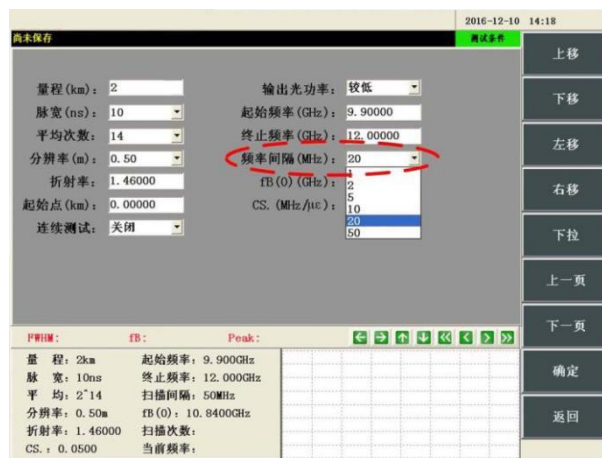 2016-12-10 14:18
尚未保存
测试条件
量程(km): 2
输出光功率: 较低
脉宽(ns): 10
起始频率(GHz): 9.90000
平均次数: 14
终止频率(GHz): 12.00000
分辨率(m): 0.50
频率间隔(MHz): 20
折射率: 1.46000
fB(0)(GHz):
起始点(km): 0.00000
CS.(MHz/με):
连续测试: 关闭
1
2
5
10
20
50
FWHM: fB: Peak:
量 程: 2km 起始频率: 9.900GHz
脉 宽: 10ns 终止频率: 12.000GHz
平 均: 2^14 扫描间隔: 50MHz
分辨率: 0.50m fB(0): 10.8400GHz
折射率: 1.46000 扫描次数:
CS.: 0.0500 当前频率:
上移
下移
左移
右移
下拉
上一页
下一页
确定
返回